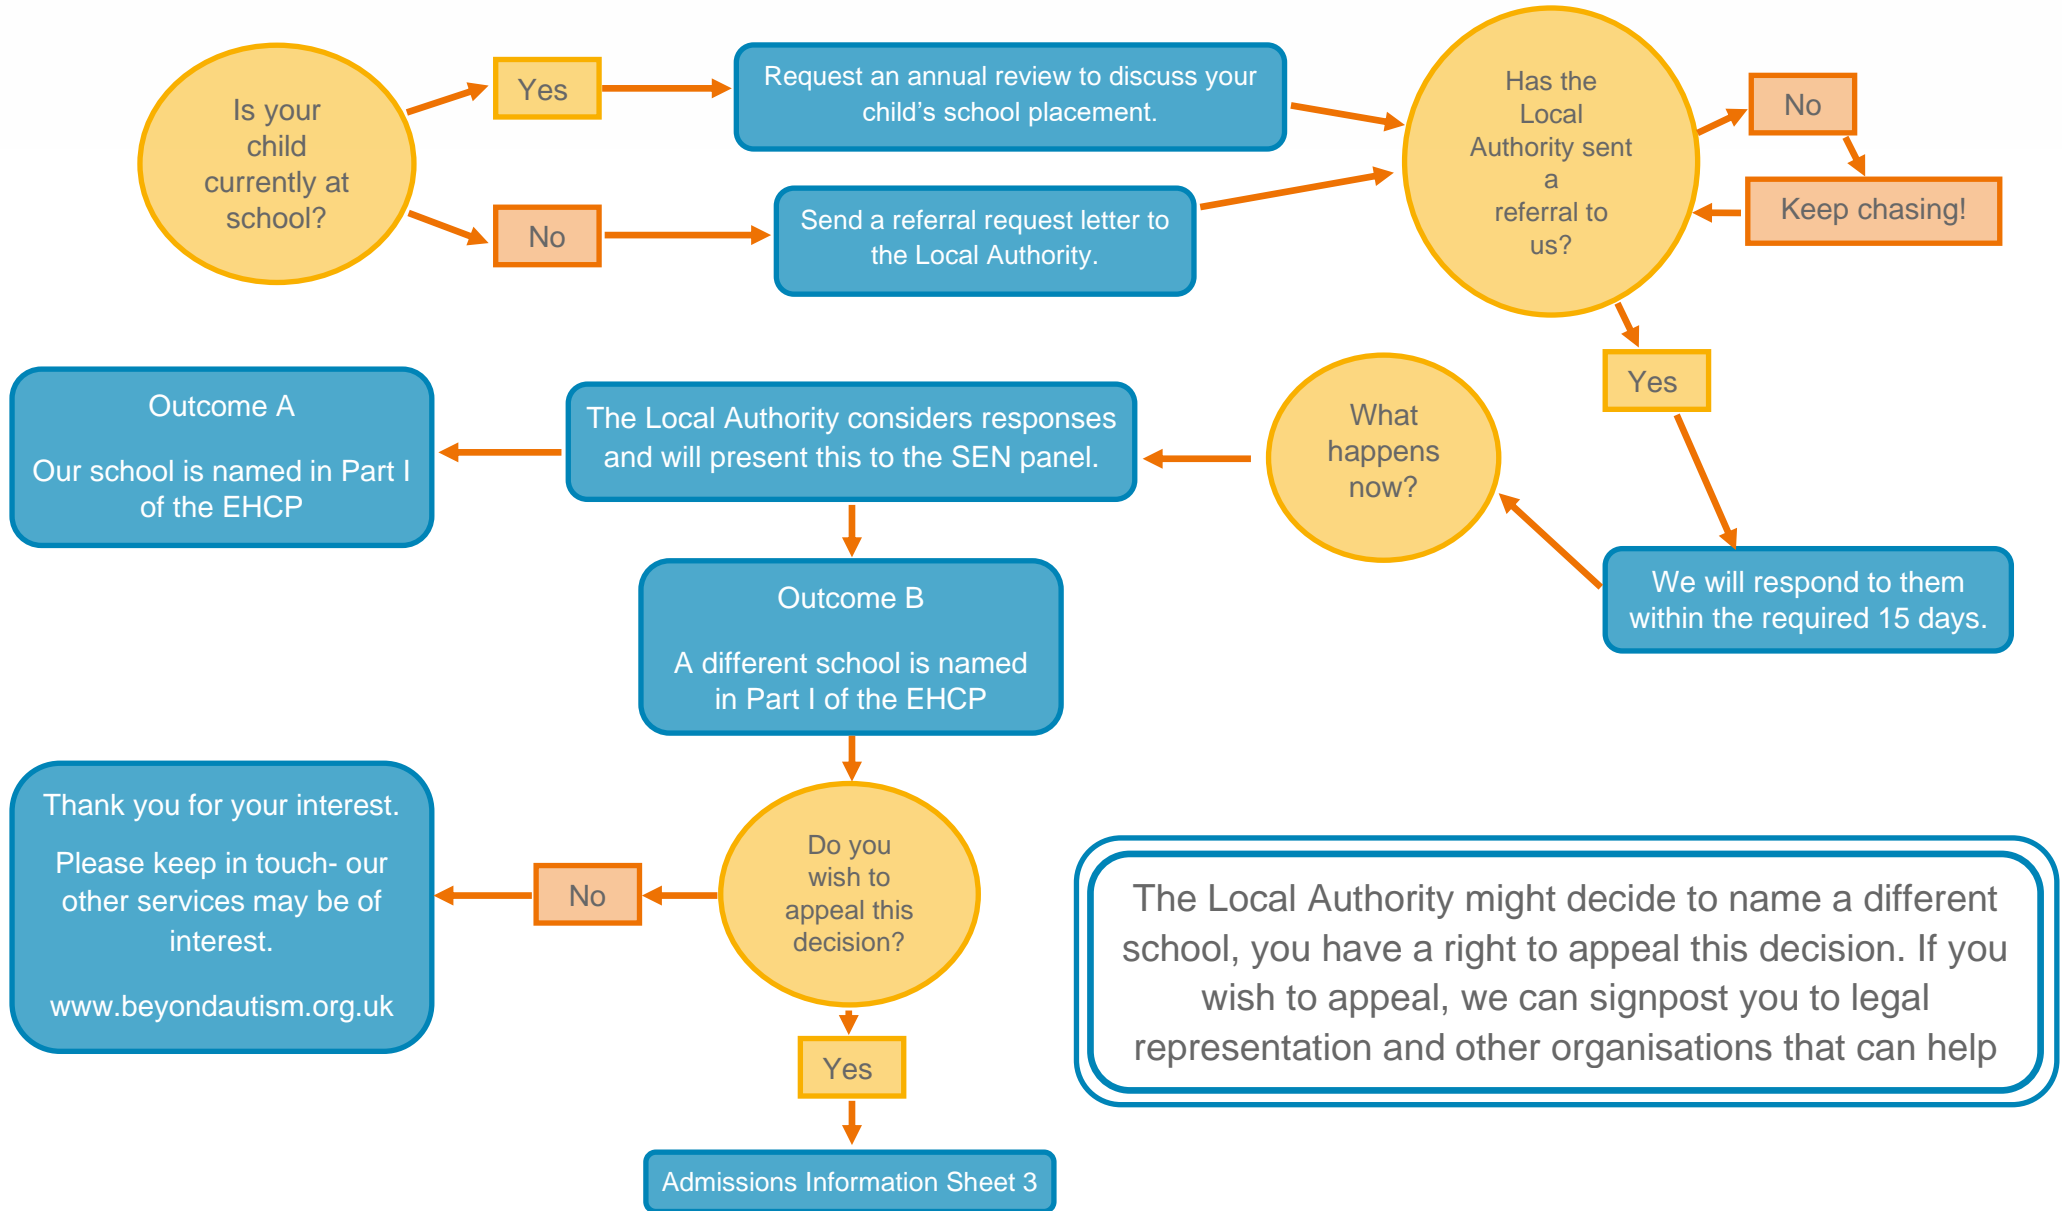 Is your
child
currently at
school?
Yes
Request an annual review to discuss your
child's school placement.
No
Send a referral request letter to
the Local Authority.
Has the
Local
Authority sent
a
referral to
us?
No
Keep chasing!
Yes
We will respond to them
within the required 15 days.
What
happens
now?
The Local Authority considers responses
and will present this to the SEN panel.
Outcome A
Our school is named in Part I
of the EHCP
Outcome B
A different school is named
in Part I of the EHCP
Do you
wish to
appeal this
decision?
No
Thank you for your interest.
Please keep in touch- our
other services may be of
interest.
www.beyondautism.org.uk
Yes
Admissions Information Sheet 3
The Local Authority might decide to name a different
school, you have a right to appeal this decision. If you
wish to appeal, we can signpost you to legal
representation and other organisations that can help